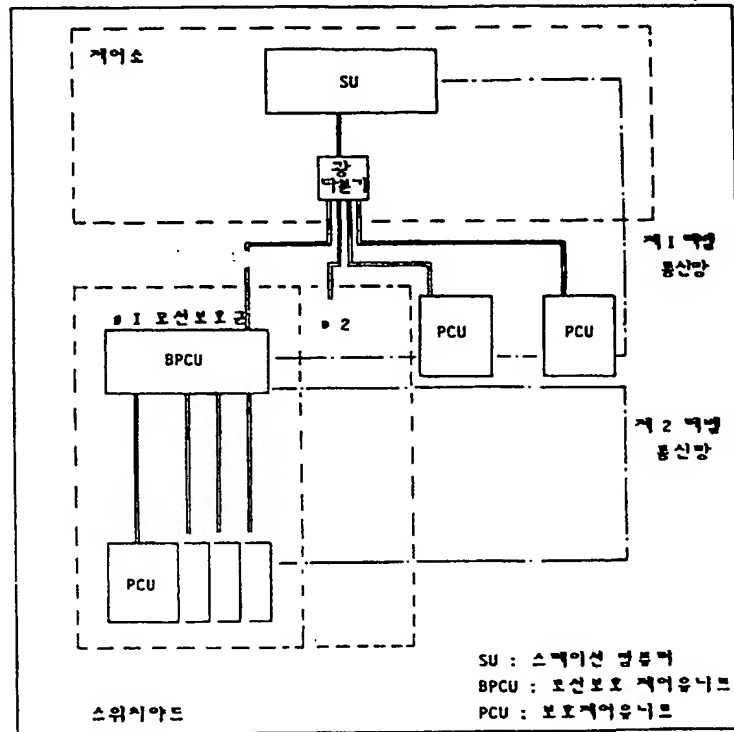 제어소
SU
광
다분기
제 1 레벨
통신망
# 1 모선보호군
# 2
BPCU
PCU
PCU
제 2 레벨
통신망
PCU
SU : 스테이션 컴퓨터
BPCU : 모선보호 제어유니트
PCU : 보호제어유니트
스위치야드